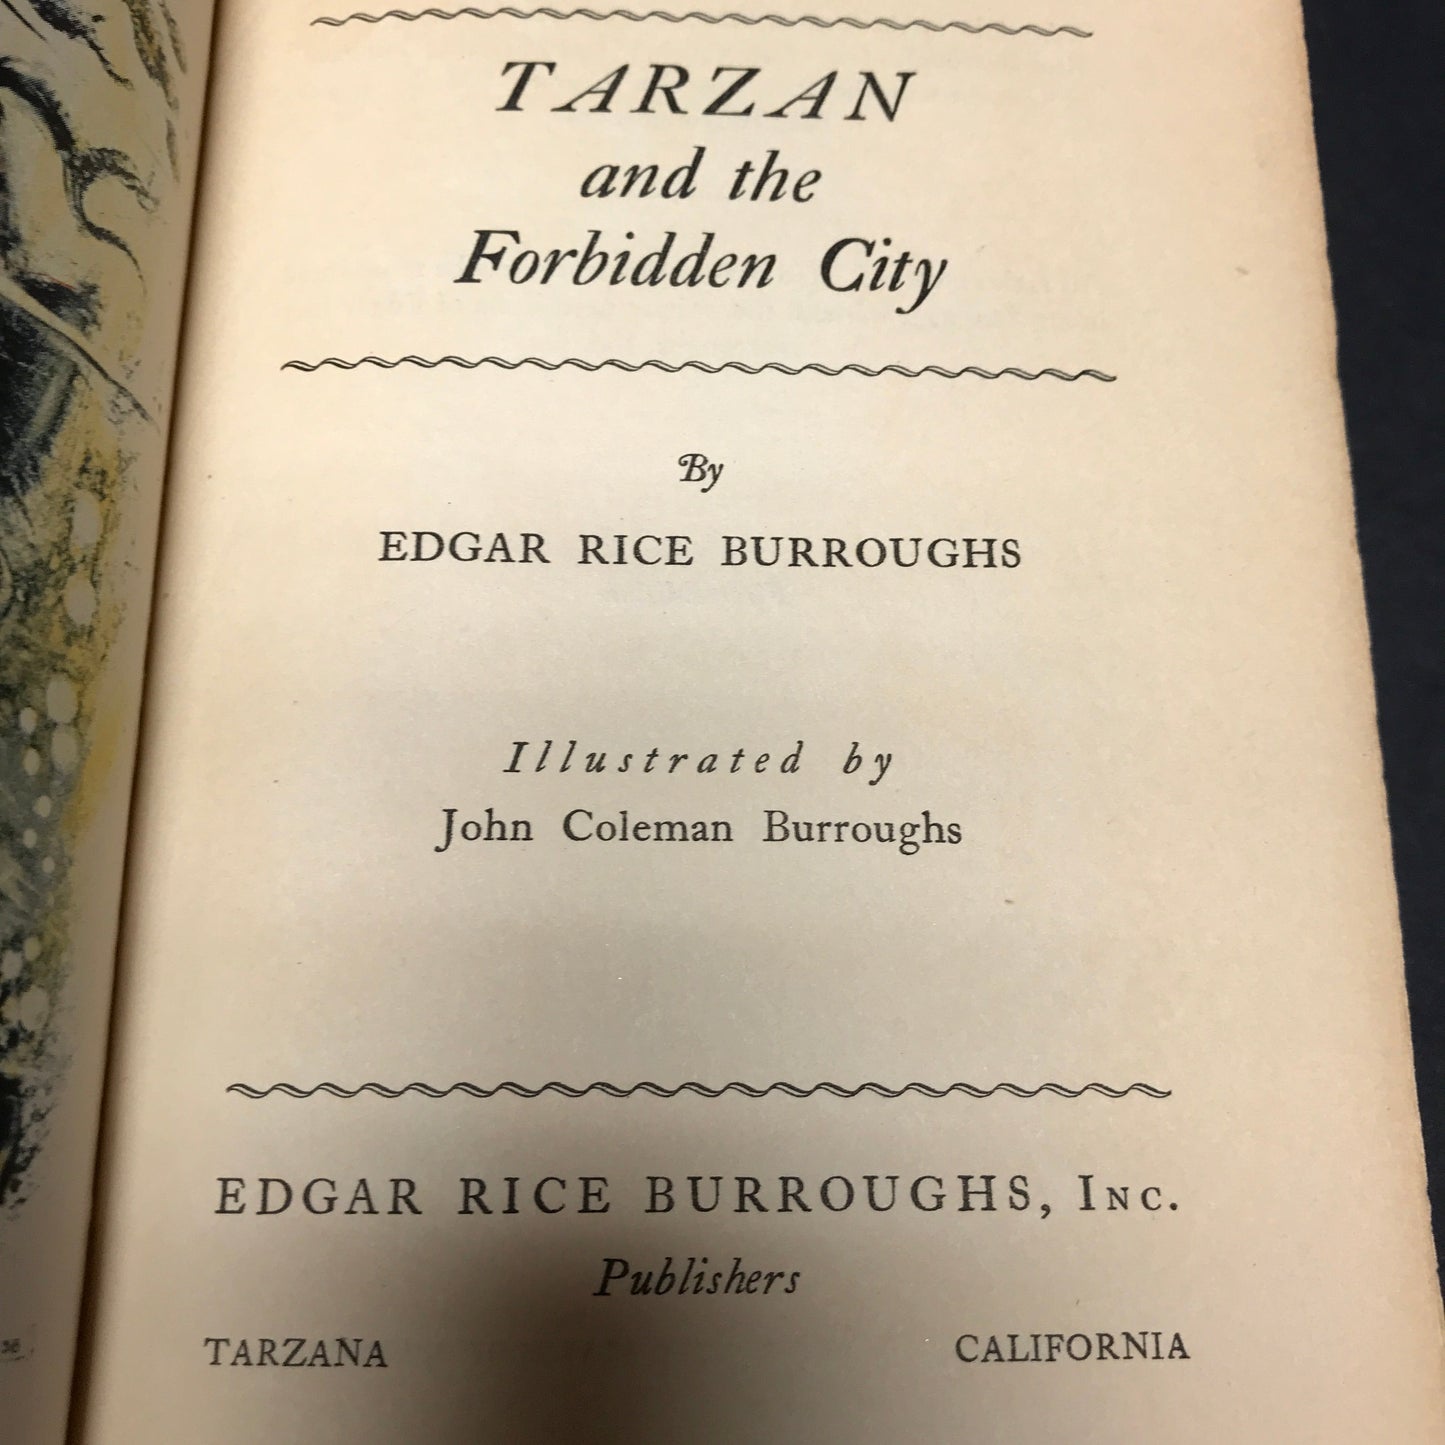 TARZAN
and the
Forbidden City
By
EDGAR RICE BURROUGHS
Illustrated by
John Coleman Burroughs
EDGAR RICE BURROUGHS, INC.
Publishers
TARZANA CALIFORNIA